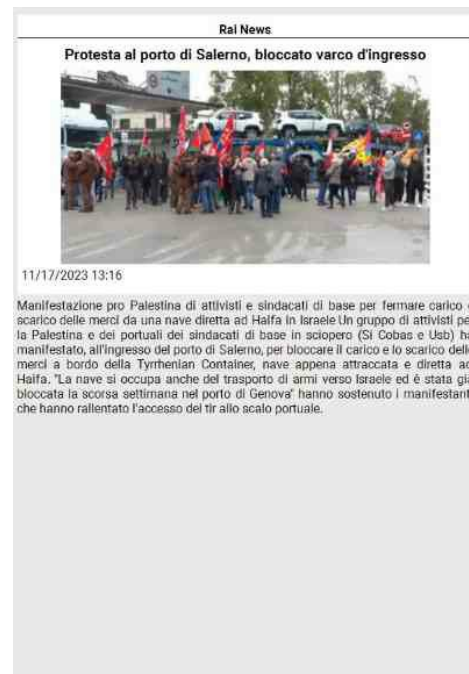 Rai News
Protesta al porto di Salerno, bloccato varco d'ingresso
11/17/2023 13:16
Manifestazione pro Palestina di attivisti e sindacati di base per fermare carico
scarico delle merci da una nave diretta ad Haifa in Israele Un gruppo di attivisti pe
la Palestina e dei portuali dei sindacati di base in sciopero (Si Cobas e Usb) ha
manifestato, all'ingresso del porto di Salerno, per bloccare il carico e lo scarico delle
merci a bordo della Tyrrhenian Container, nave appena attraccata e diretta ad
Haifa. "La nave si occupa anche del trasporto di armi verso Israele ed è stata già
bloccata la scorsa settimana nel porto di Genova" hanno sostenuto i manifestant
che hanno rallentato l'accesso dei tir allo scalo portuale.